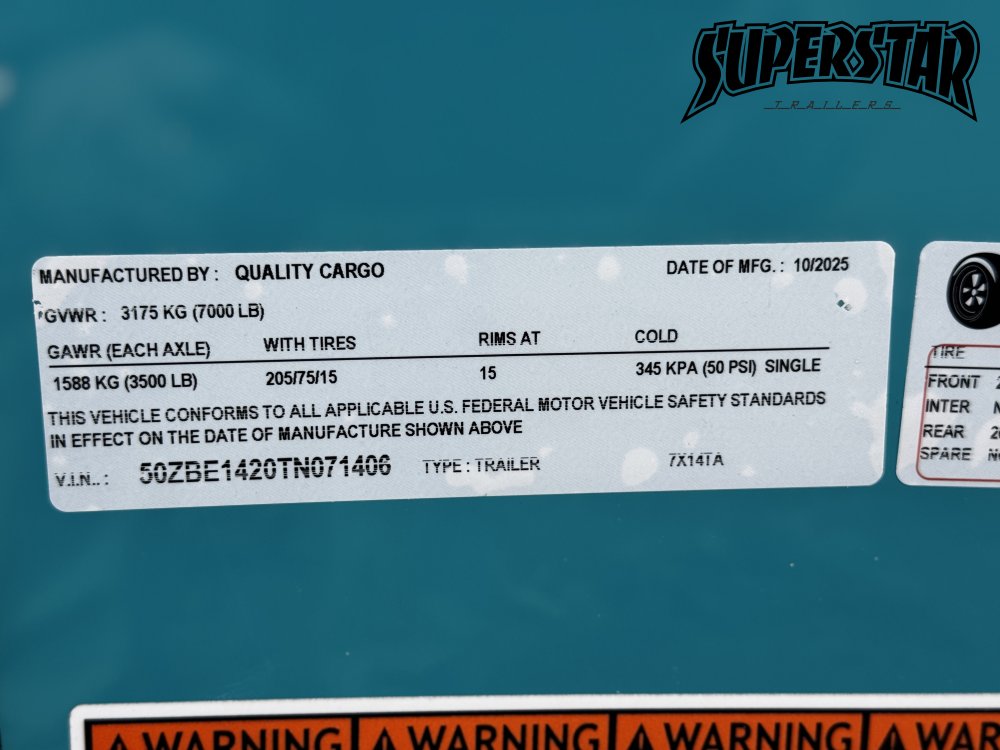 SUPERSTAR
TRAILERS
MANUFACTURED BY : QUALITY CARGO DATE OF MFG. : 10/2025
GVWR : 3175 KG (7000 LB)
GAWR (EACH AXLE) WITH TIRES RIMS AT COLD
1588 KG (3500 LB) 205/75/15 15 345 KPA (50 PSI) SINGLE
THIS VEHICLE CONFORMS TO ALL APPLICABLE U.S. FEDERAL MOTOR VEHICLE SAFETY STANDARDS
IN EFFECT ON THE DATE OF MANUFACTURE SHOWN ABOVE
V.I.N.. : 50ZBE1420TN071406 TYPE : TRAILER 7X14TA
TIRE
FRONT
INTER
REAR
SPARE
WARNING WARNING WARNING WAR